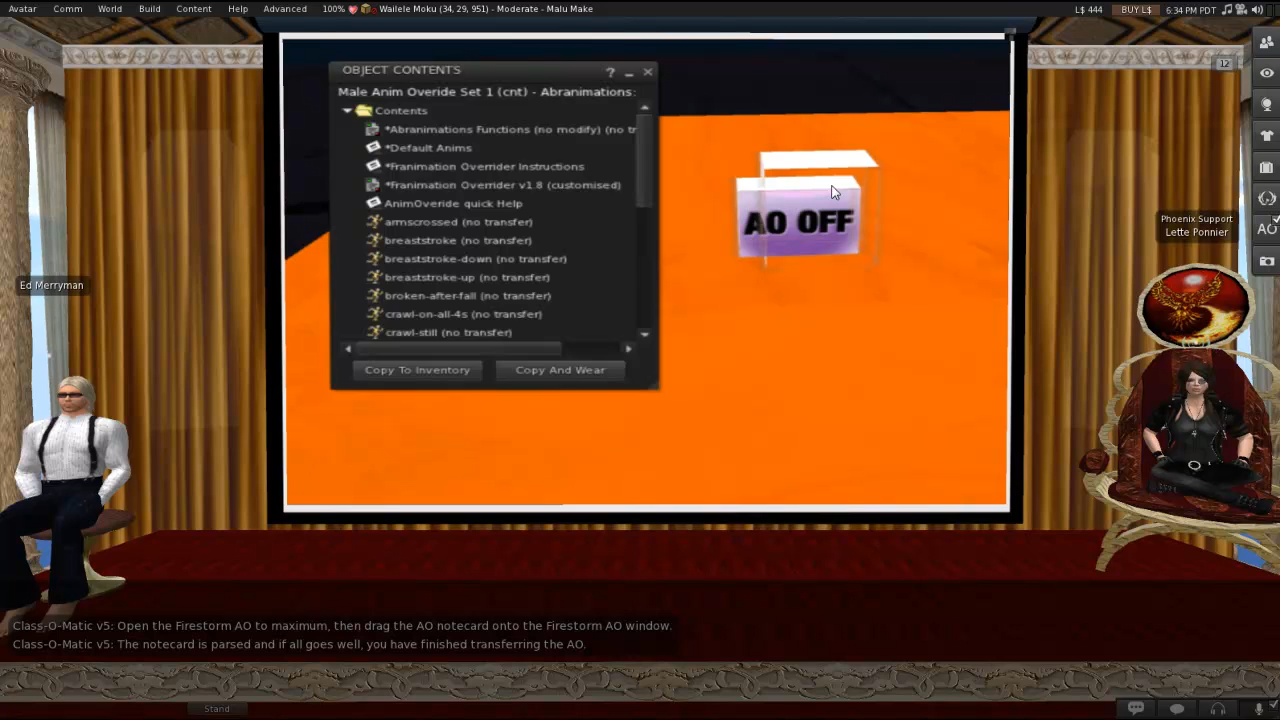 Avatar Comm World Build Content Help Advanced 100% Wailele Moku (34, 29, 951) - Moderate - Malu Make L$ 444 BUY L$
12
OBJECT CONTENTS ? _ ×
Male Anim Overide Set 1 (cnt) - Abranimations:
Contents
*Abranimations Functions (no modify) (no tr
*Default Anims
*Franimation Overrider Instructions
*Franimation Overrider v1.8 (customised)
AnimOveride quick Help
armscrossed (no transfer)
breaststroke (no transfer)
breaststroke-down (no transfer)
breaststroke-up (no transfer)
broken-after-fall (no transfer)
crawl-on-all-4s (no transfer)
crawl-still (no transfer)
Copy To Inventory Copy And Wear
AO OFF
Phoenix Support
Lette Ponnier
AO
Ed Merryman
Class-O-Matic v5: Open the Firestorm AO to maximum, then drag the AO notecard onto the Firestorm AO window.
Class-O-Matic v5: The notecard is parsed and if all goes well, you have finished transferring the AO.
Stand